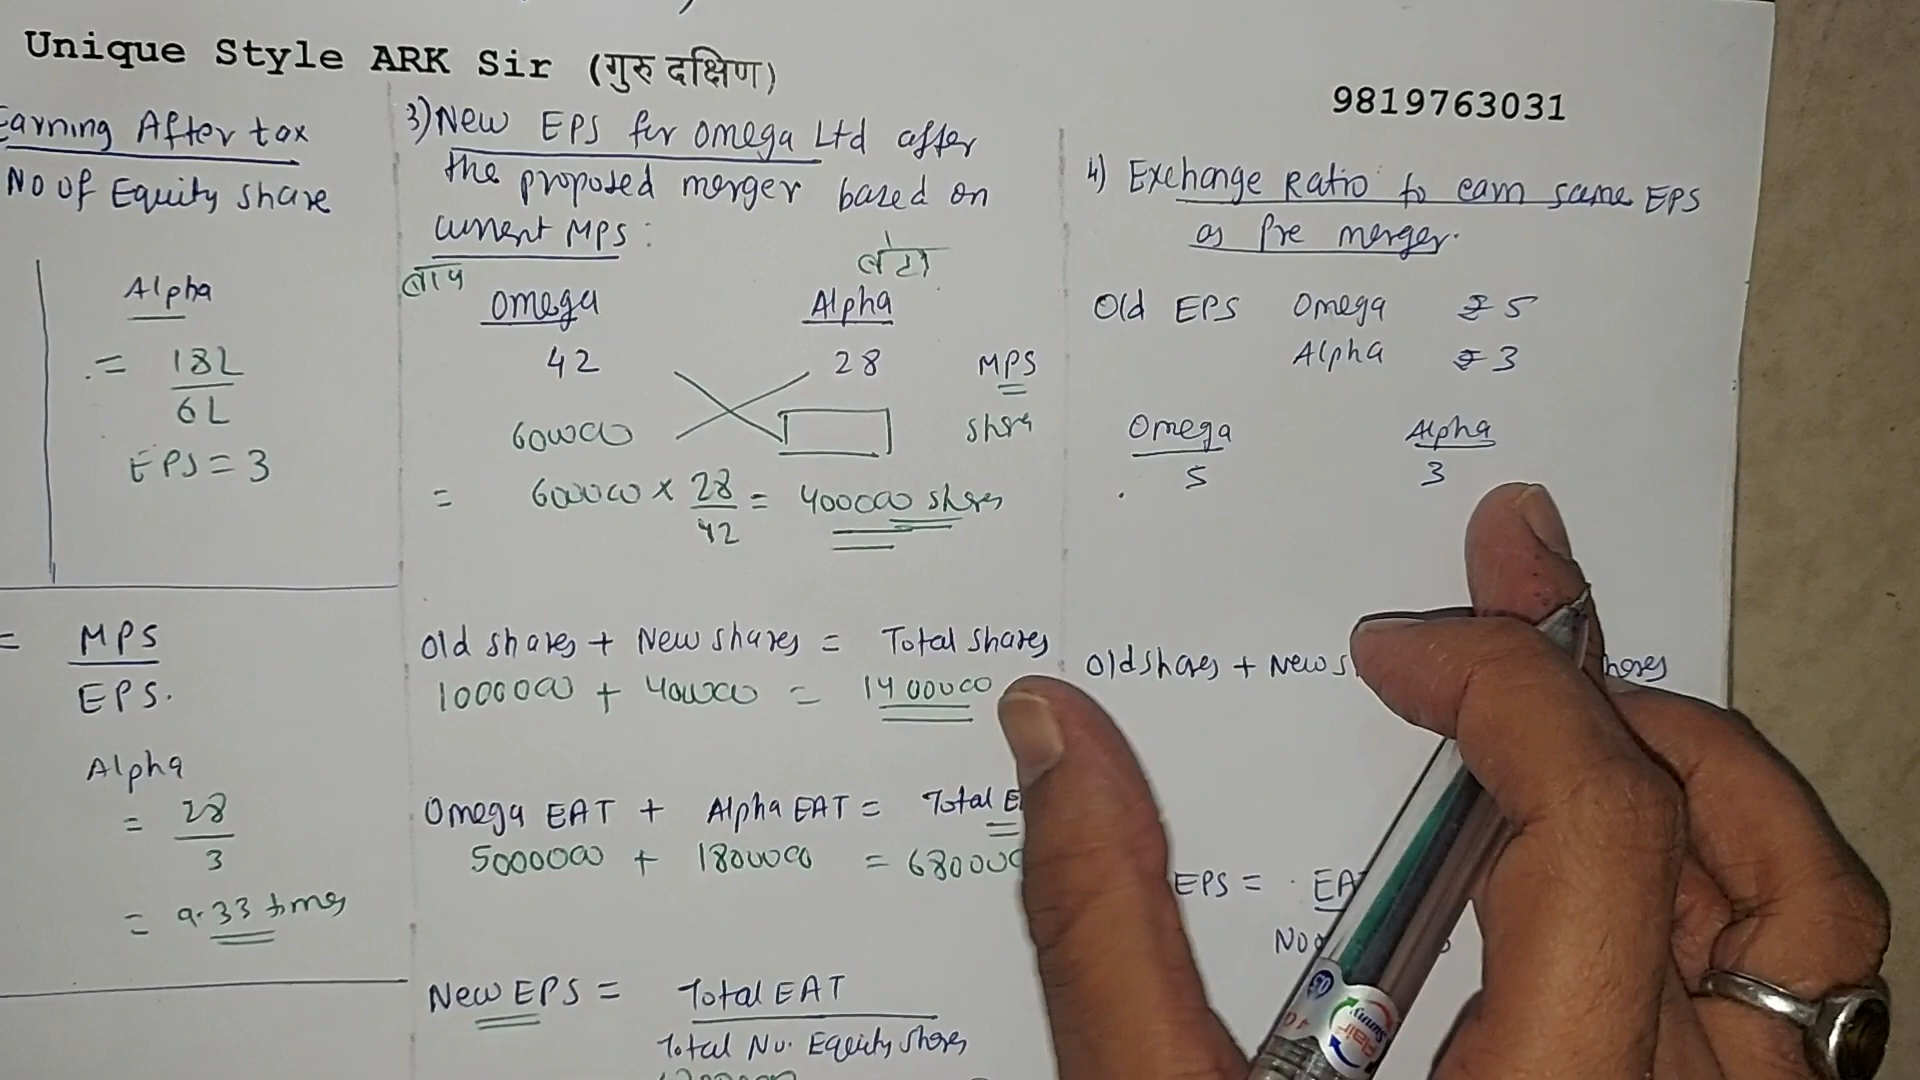 Unique Style ARK Sir (गुरु दक्षिण)
9819763031
Earning After tax
No of Equity share
Alpha
= 18L
6L
EPS = 3
= MPS
EPS.
Alpha
= 28
3
= 9.33 times
3) New EPS for Omega Ltd after
the proposed merger based on
current MPS :
बाप बेटा
Omega Alpha
42 28 MPS
600000
= 600000 × 28 = 400000 shares
42
Old shares + New shares = Total shares
1000000 + 400000 = 1400000
Omega EAT + Alpha EAT = Total E
5000000 + 1800000 = 680000
New EPS = Total EAT
Total No. Equity shares
4) Exchange Ratio to earn same EPS
as Pre merger.
Old EPS Omega ₹ 5
Alpha ₹ 3
Omega Alpha
5 3
Old shares + New s hares
EPS = EA
No
Flair
Sunny